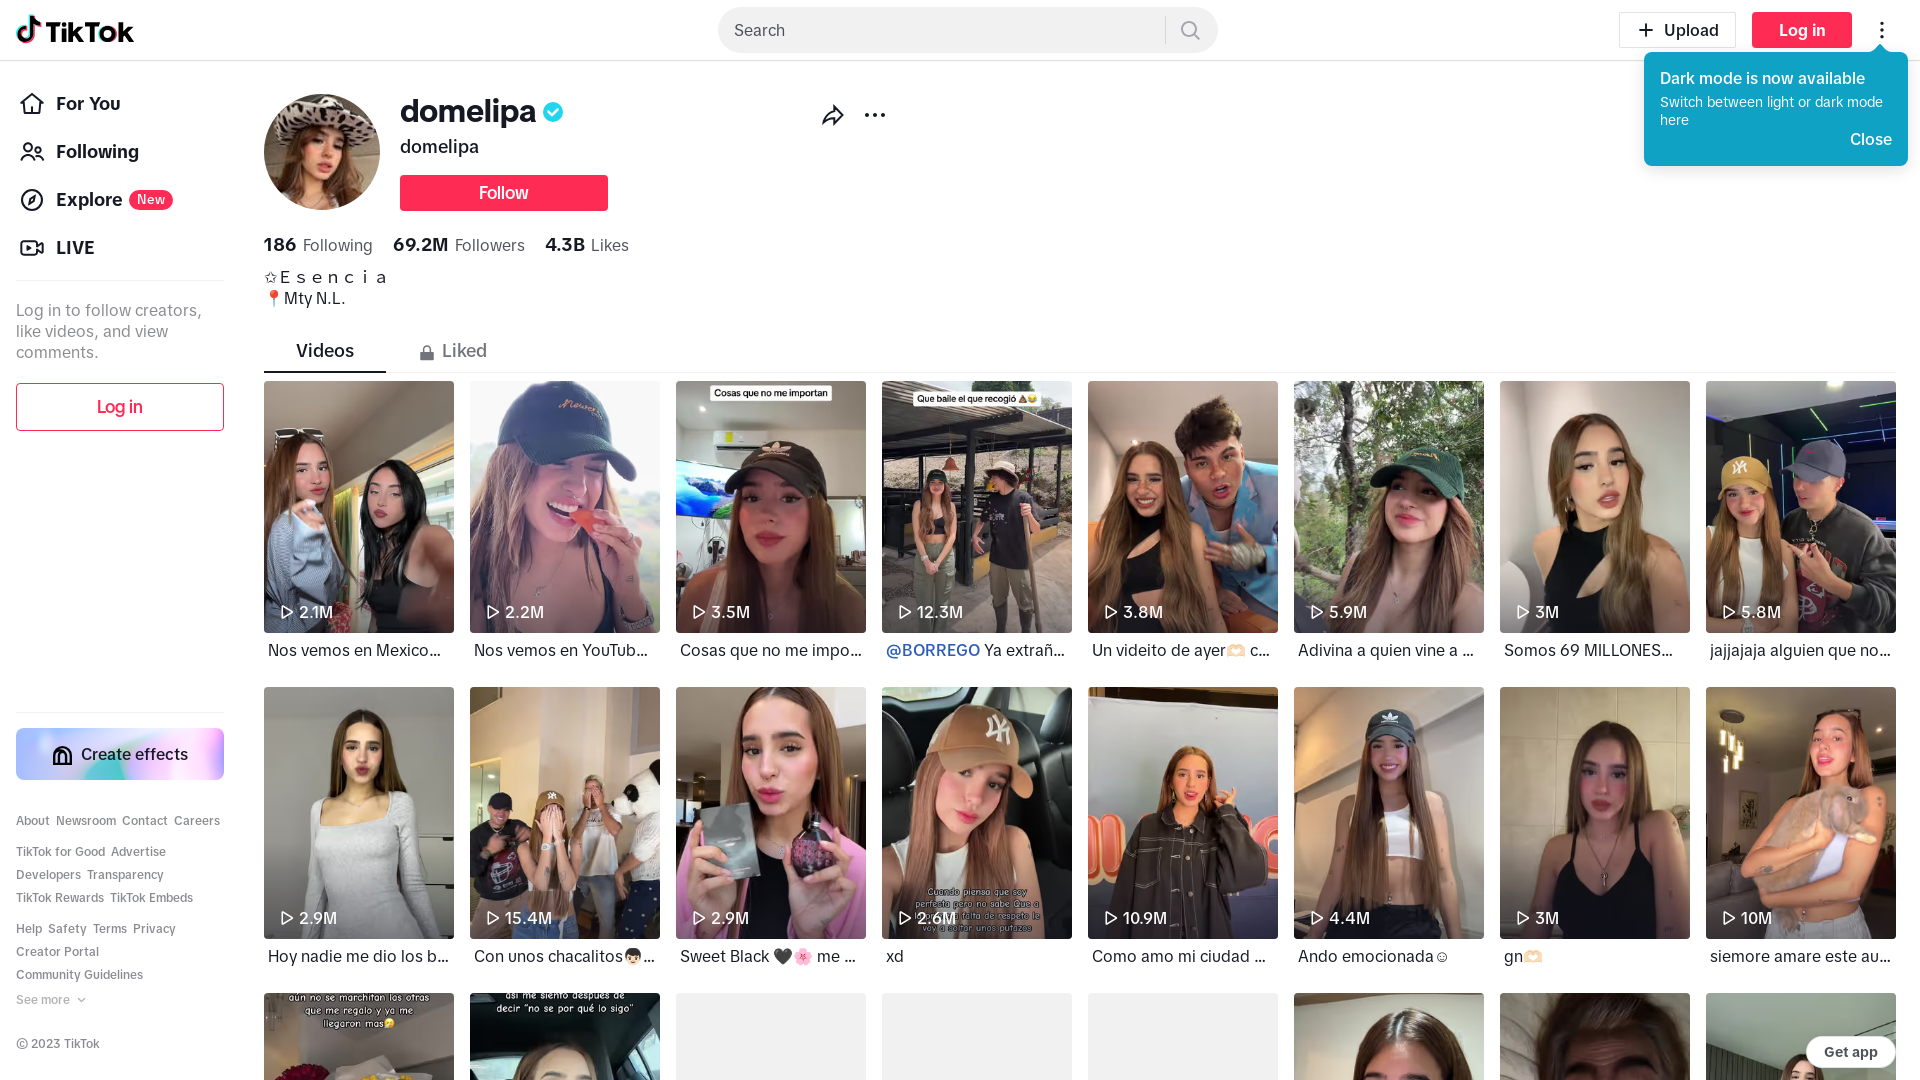 TikTok
Search
Upload
Log in
Dark mode is now available
Switch between light or dark mode
here
Close
For You
Following
Explore New
LIVE
Log in to follow creators,
like videos, and view
comments.
Log in
Create effects
About Newsroom Contact Careers
TikTok for Good Advertise
Developers Transparency
TikTok Rewards TikTok Embeds
Help Safety Terms Privacy
Creator Portal
Community Guidelines
See more
© 2023 TikTok
domelipa
domelipa
Follow
186 Following 69.2M Followers 4.3B Likes
✩Ｅｓｅｎｃｉａ
📍Mty N.L.
Videos
Liked
Cosas que no me importan
Que baile el que recogió 💩😂
2.1M
2.2M
3.5M
12.3M
3.8M
5.9M
3M
5.8M
Nos vemos en Mexico...
Nos vemos en YouTub...
Cosas que no me impo...
@BORREGO Ya extrañ...
Un videito de ayer🫶🏻 c...
Adivina a quien vine a ...
Somos 69 MILLONES...
jajjajaja alguien que no...
Cuando piensa que soy
perfecta pero no sabe Que a
la primera falta de respeto le
voy a soltar unos putazos
2.9M
15.4M
2.9M
2.6M
10.9M
4.4M
3M
10M
Hoy nadie me dio los b...
Con unos chacalitos👦🏻...
Sweet Black 🖤🌸 me ...
xd
Como amo mi ciudad ...
Ando emocionada☺
gn🫶🏻
siemore amare este au...
aún no se marchitan las otras
que me regalo y ya me
llegaron mas🤧
así me siento después de
decir "no se por qué lo sigo"
Get app